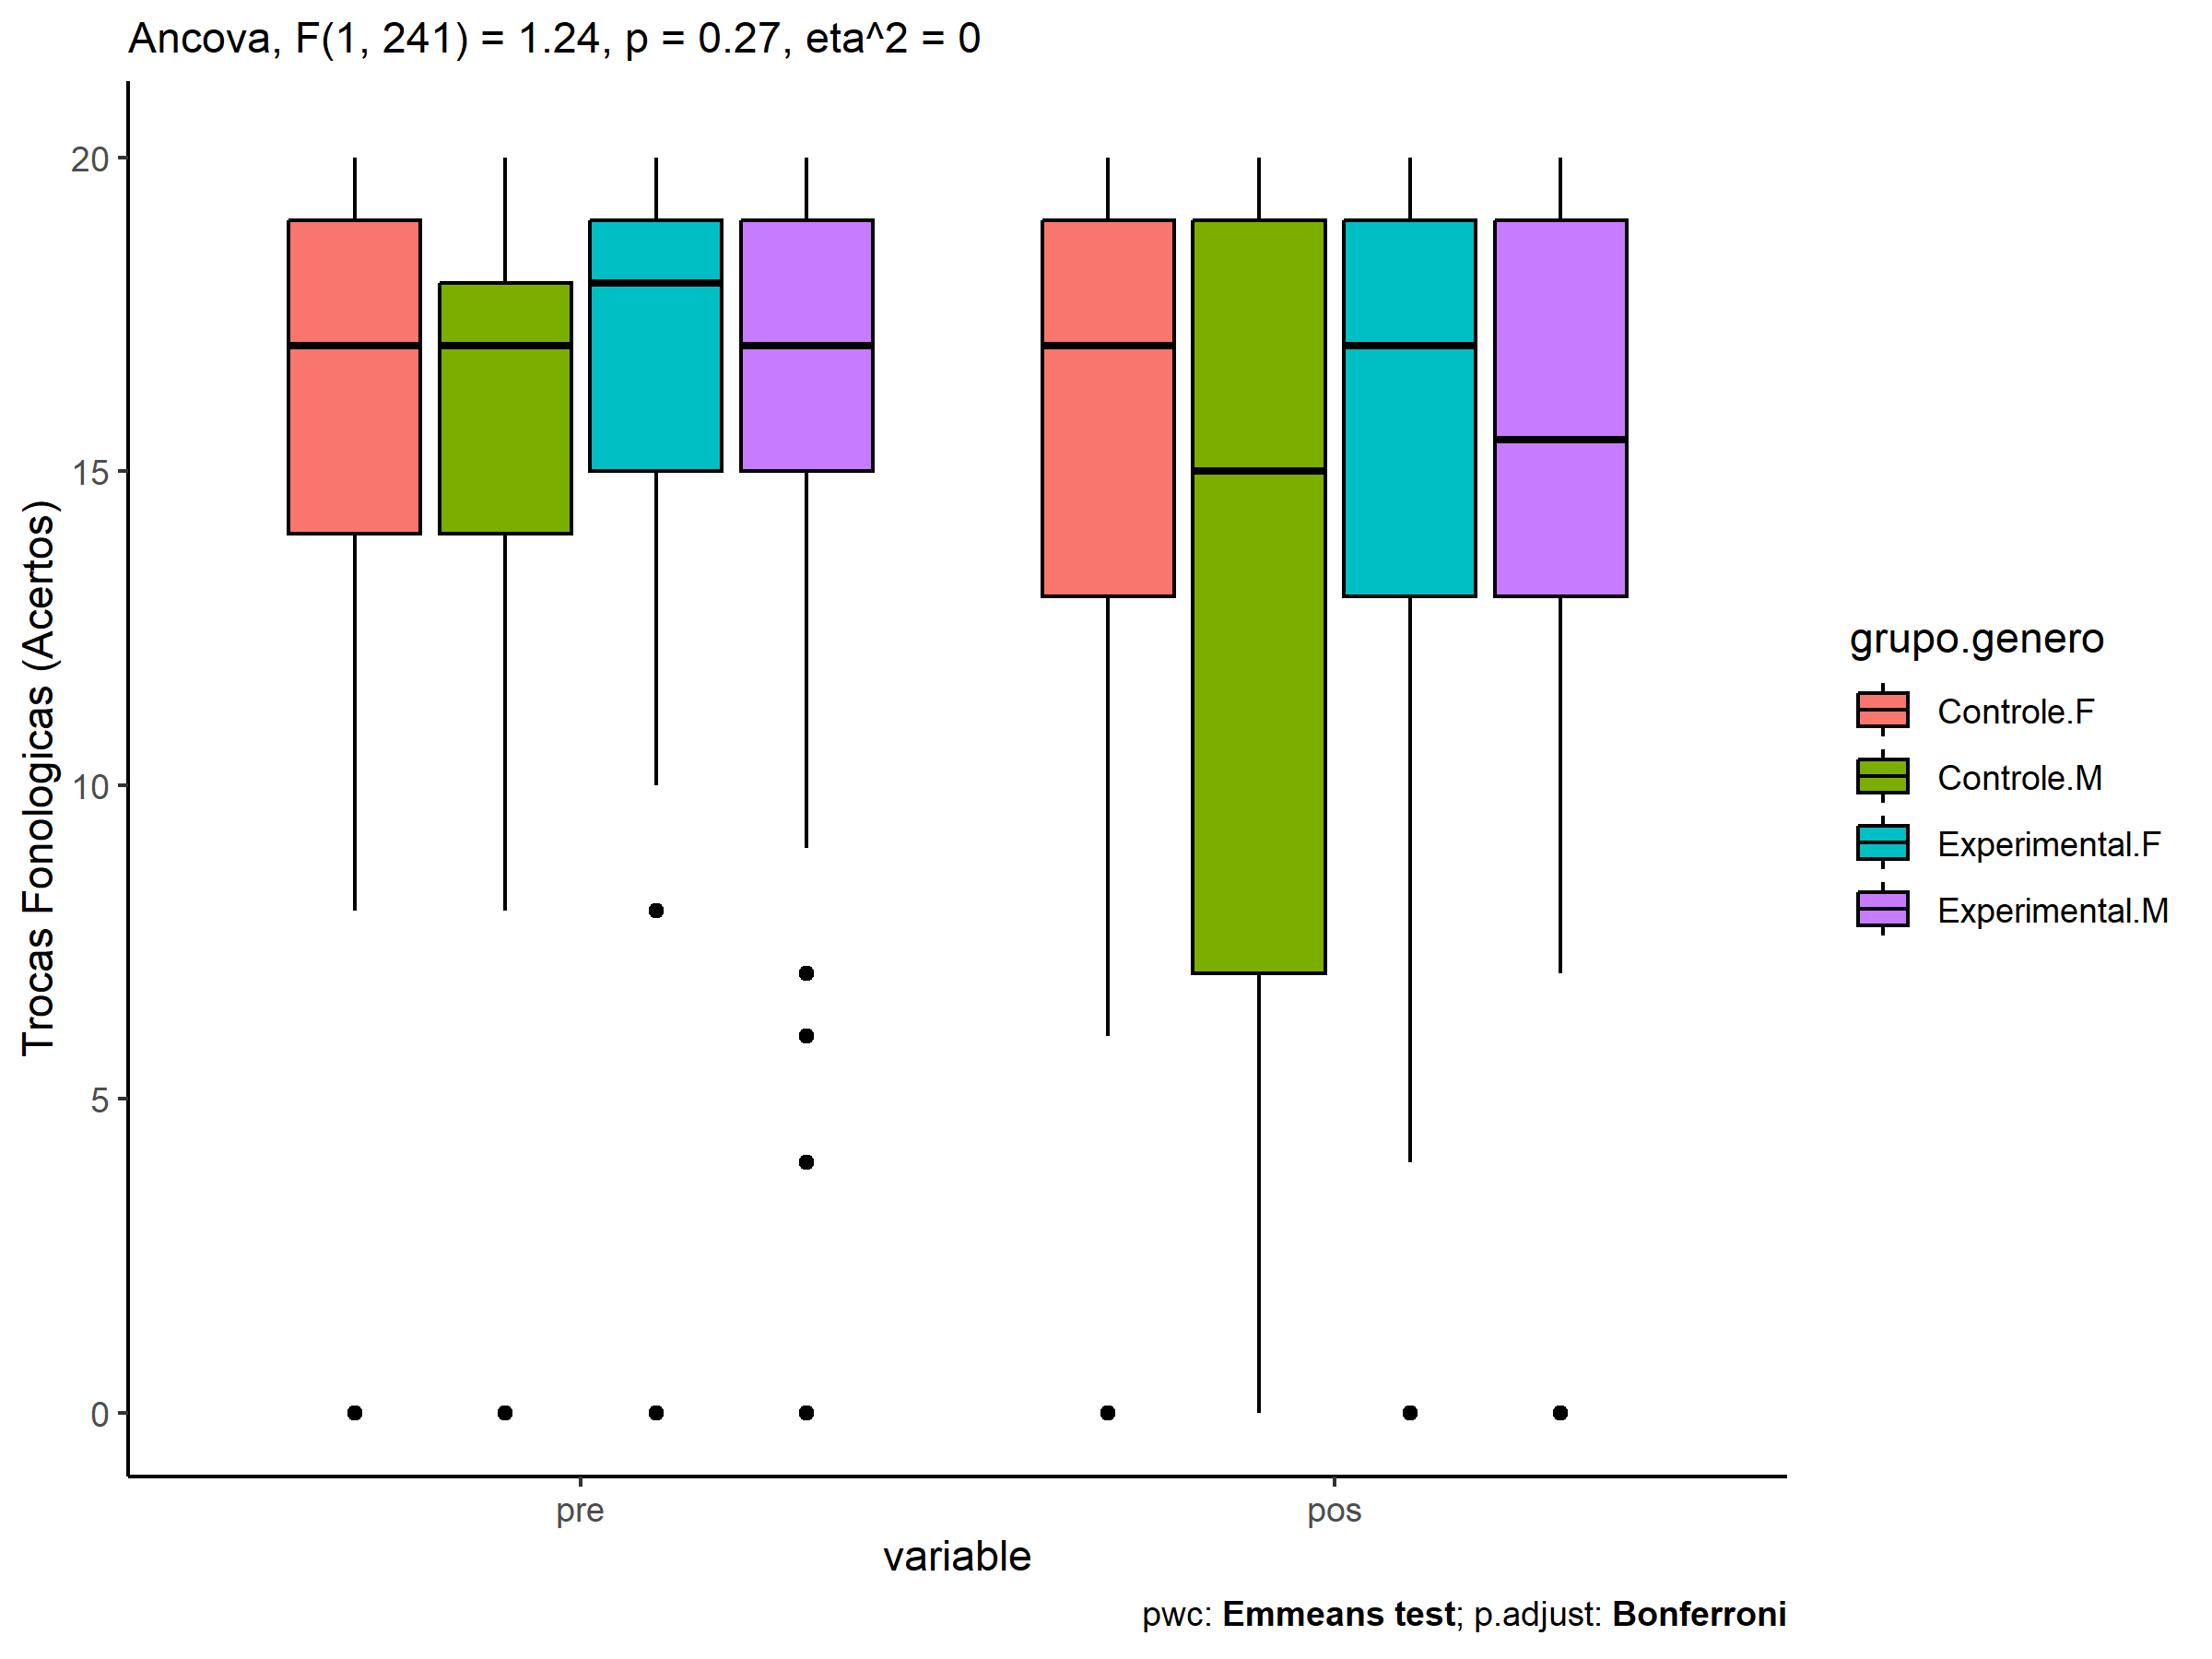 Ancova, F(1, 241) = 1.24, p = 0.27, eta^2 = 0
Trocas Fonologicas (Acertos)
20
15
10
5
0
pre
pos
variable
grupo.genero
Controle.F
Controle.M
Experimental.F
Experimental.M
pwc: Emmeans test; p.adjust: Bonferroni